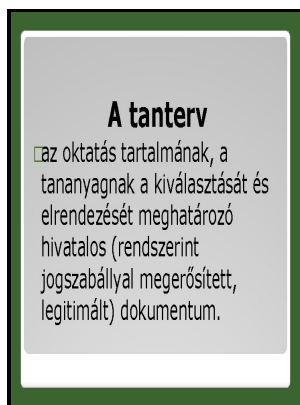 A tanterv
az oktatás tartalmának, a
tananyagnak a kiválasztását és
elrendezését meghatározó
hivatalos (rendszerint
jogszabállyal megerősített,
legitimált) dokumentum.